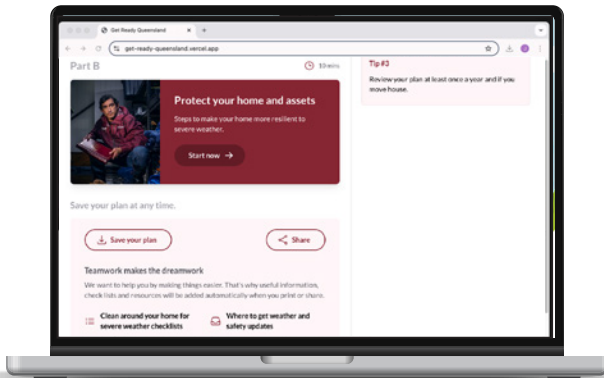 Get Ready Queensland
get-ready-queensland.vercel.app
Part B
10 mins
Protect your home and assets
Steps to make your home more resilient to
severe weather.
Start now
Save your plan at any time.
Save your plan
Share
Teamwork makes the dreamwork
We want to help you by making things easier. That's why useful information,
check lists and resources will be added automatically when you print or share.
Clean around your home for
severe weather checklists
Where to get weather and
safety updates
Tip #3
Review your plan at least once a year and if you
move house.